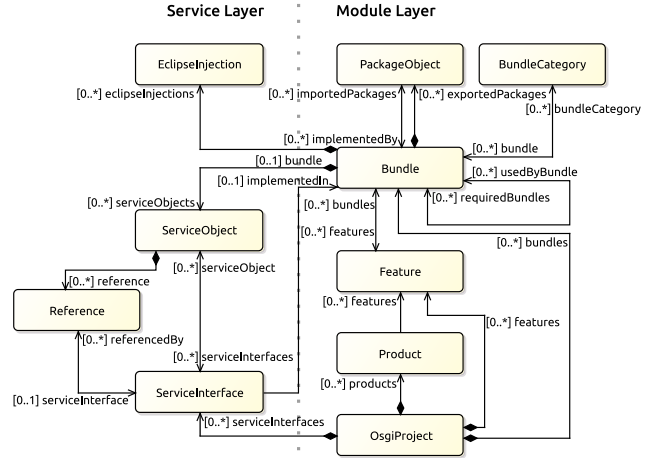 Service Layer
Module Layer
EclipseInjection
PackageObject
BundleCategory
[0..*] eclipseInjections
[0..*] importedPackages
[0..*] exportedPackages
[0..*] bundleCategory
[0..*] implementedBy
[0..*] bundle
[0..1] bundle
Bundle
[0..*] usedByBundle
[0..1] implementedIn
[0..*] requiredBundles
[0..*] serviceObjects
[0..*] bundles
ServiceObject
[0..*] features
[0..*] bundles
[0..*] serviceObject
Feature
[0..*] reference
[0..*] features
Reference
[0..*] features
[0..*] referencedBy
Product
[0..*] serviceInterfaces
[0..*] products
ServiceInterface
[0..1] serviceInterface
[0..*] serviceInterfaces
OsgiProject